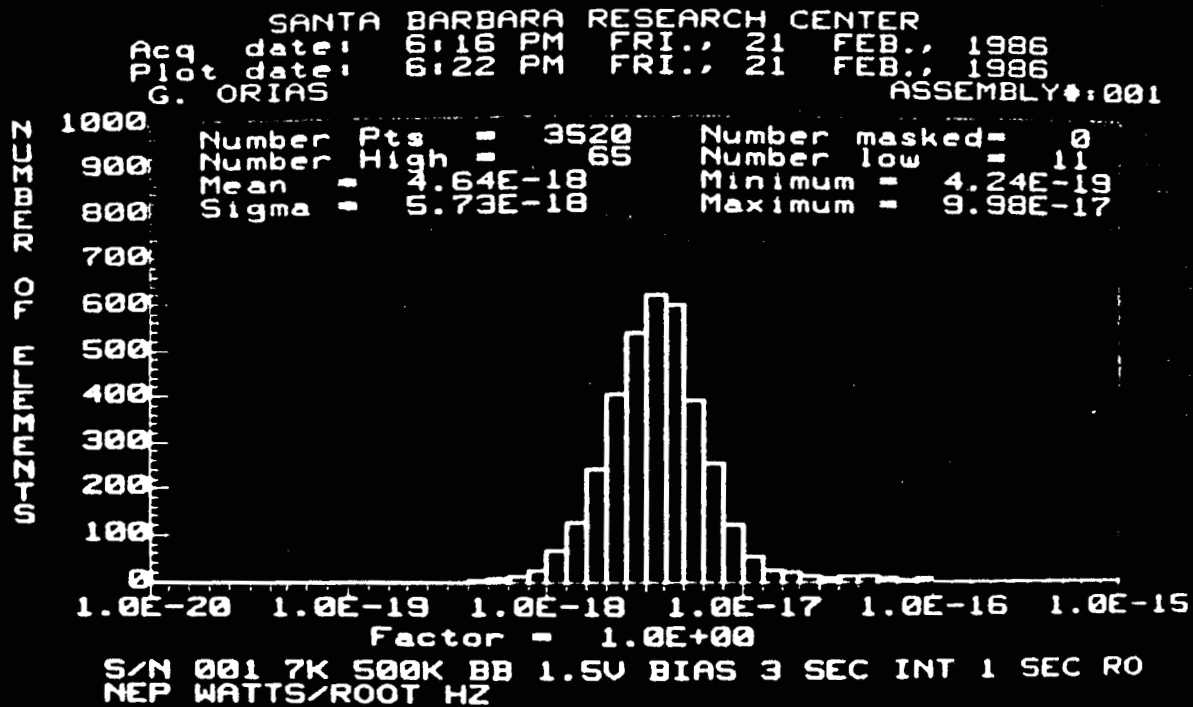 SANTA BARBARA RESEARCH CENTER
Acq date: 6:16 PM FRI., 21 FEB., 1986
Plot date: 6:22 PM FRI., 21 FEB., 1986
G. ORIAS ASSEMBLY#:001
Number Pts = 3520 Number masked= 0
Number High = 65 Number low = 11
Mean = 4.64E-18 Minimum = 4.24E-19
Sigma = 5.73E-18 Maximum = 9.98E-17
NUMBER OF ELEMENTS
1000
900
800
700
600
500
400
300
200
100
0
1.0E-20 1.0E-19 1.0E-18 1.0E-17 1.0E-16 1.0E-15
Factor = 1.0E+00
S/N 001 7K 500K BB 1.5V BIAS 3 SEC INT 1 SEC RO
NEP WATTS/ROOT HZ